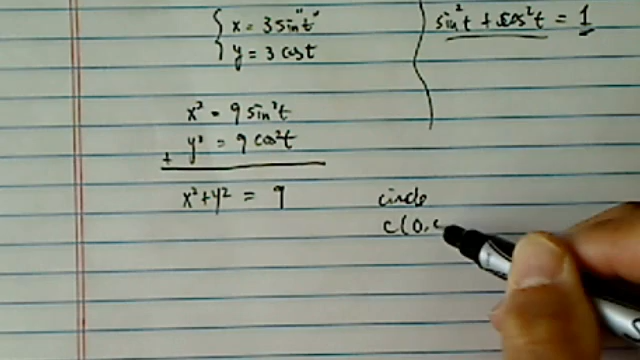 x = 3 sin "t"
y = 3 cos t
sin²t + cos²t = 1
x² = 9 sin²t
+ y² = 9 cos²t
x² + y² = 9
circle
C(0,